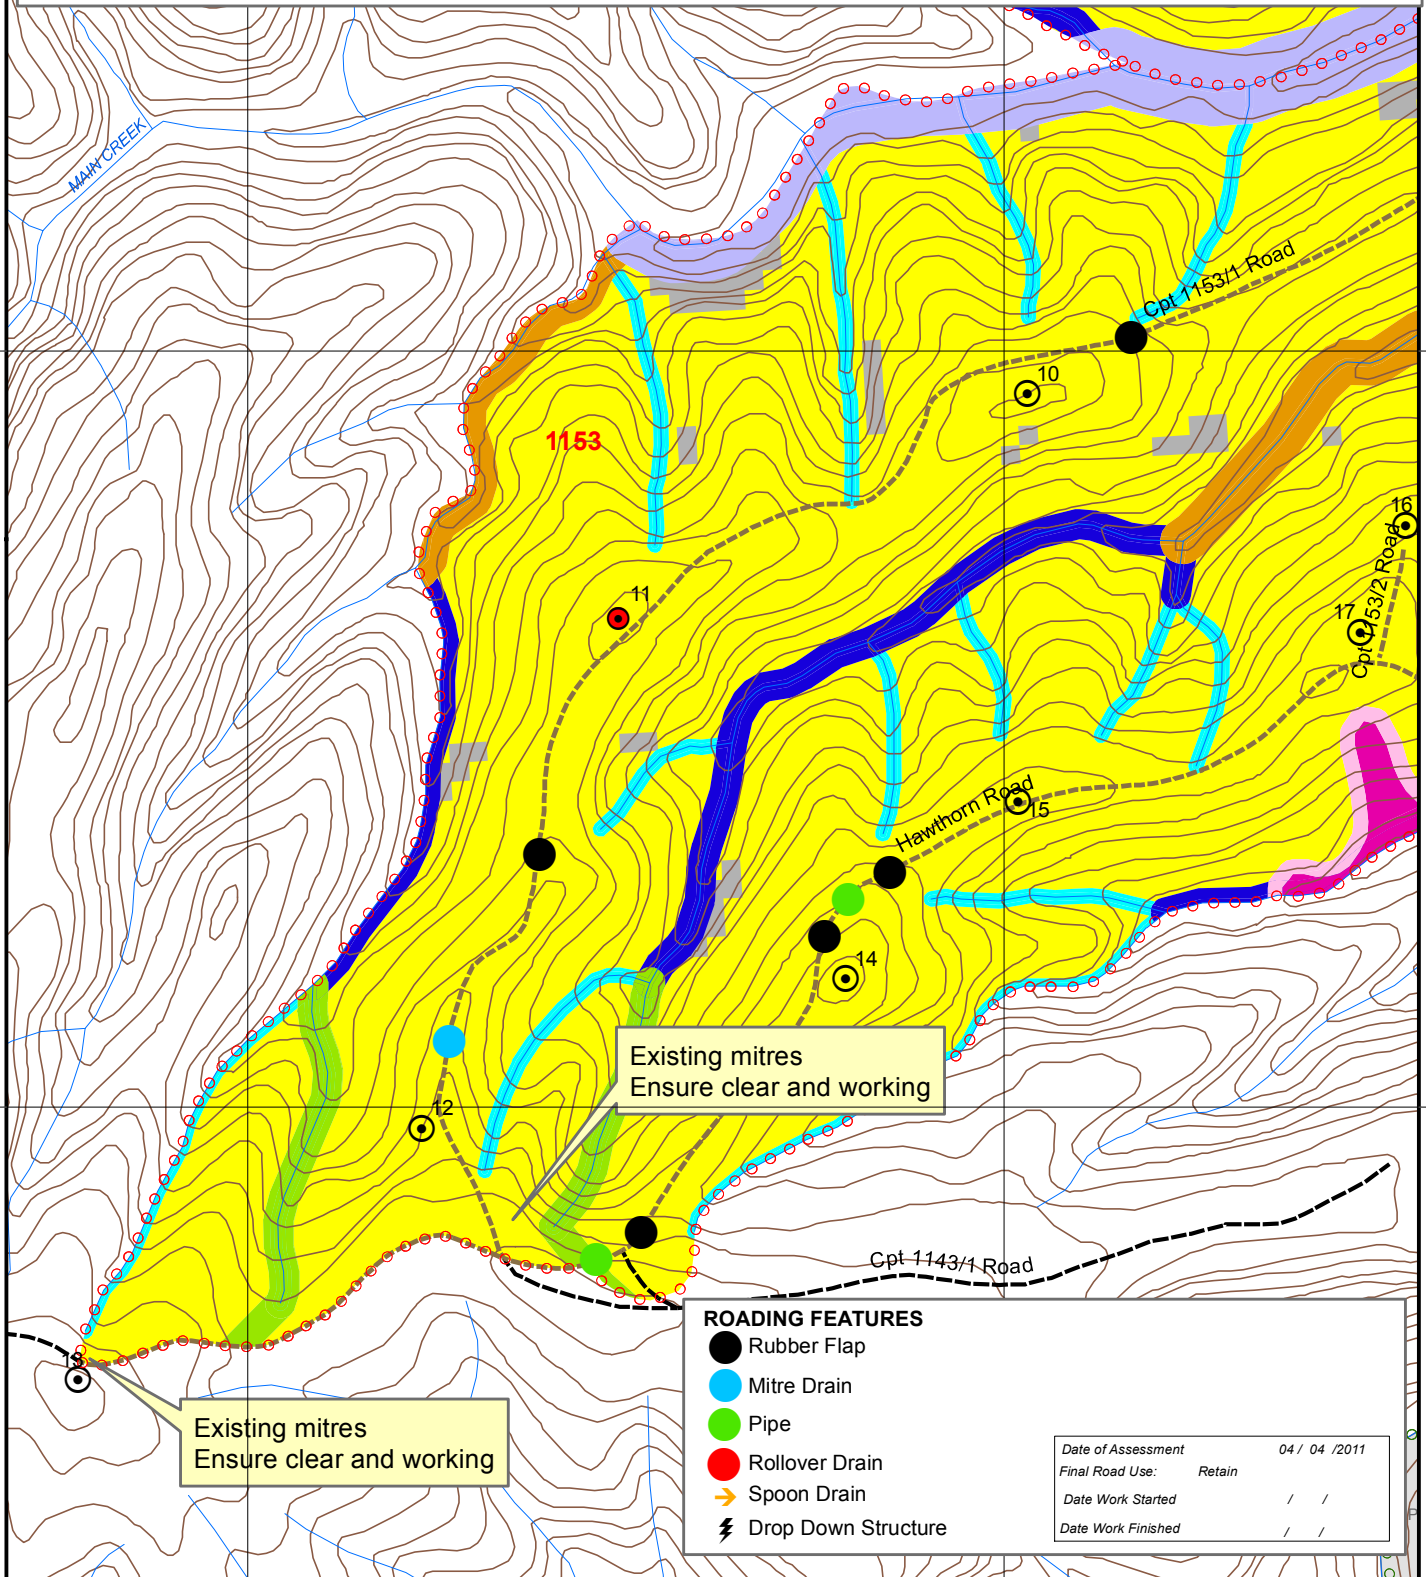 MAIN CREEK
Cpt 1153/1 Road
10
1153
16
Cpt 1153/2 Road
11
17
Hawthorn Road
15
14
Existing mitres
Ensure clear and working
12
Cpt 1143/1 Road
13
Existing mitres
Ensure clear and working
ROADING FEATURES
Rubber Flap
Mitre Drain
Pipe
Rollover Drain
Spoon Drain
Drop Down Structure
Date of Assessment 04 / 04 /2011
Final Road Use: Retain
Date Work Started / /
Date Work Finished / /